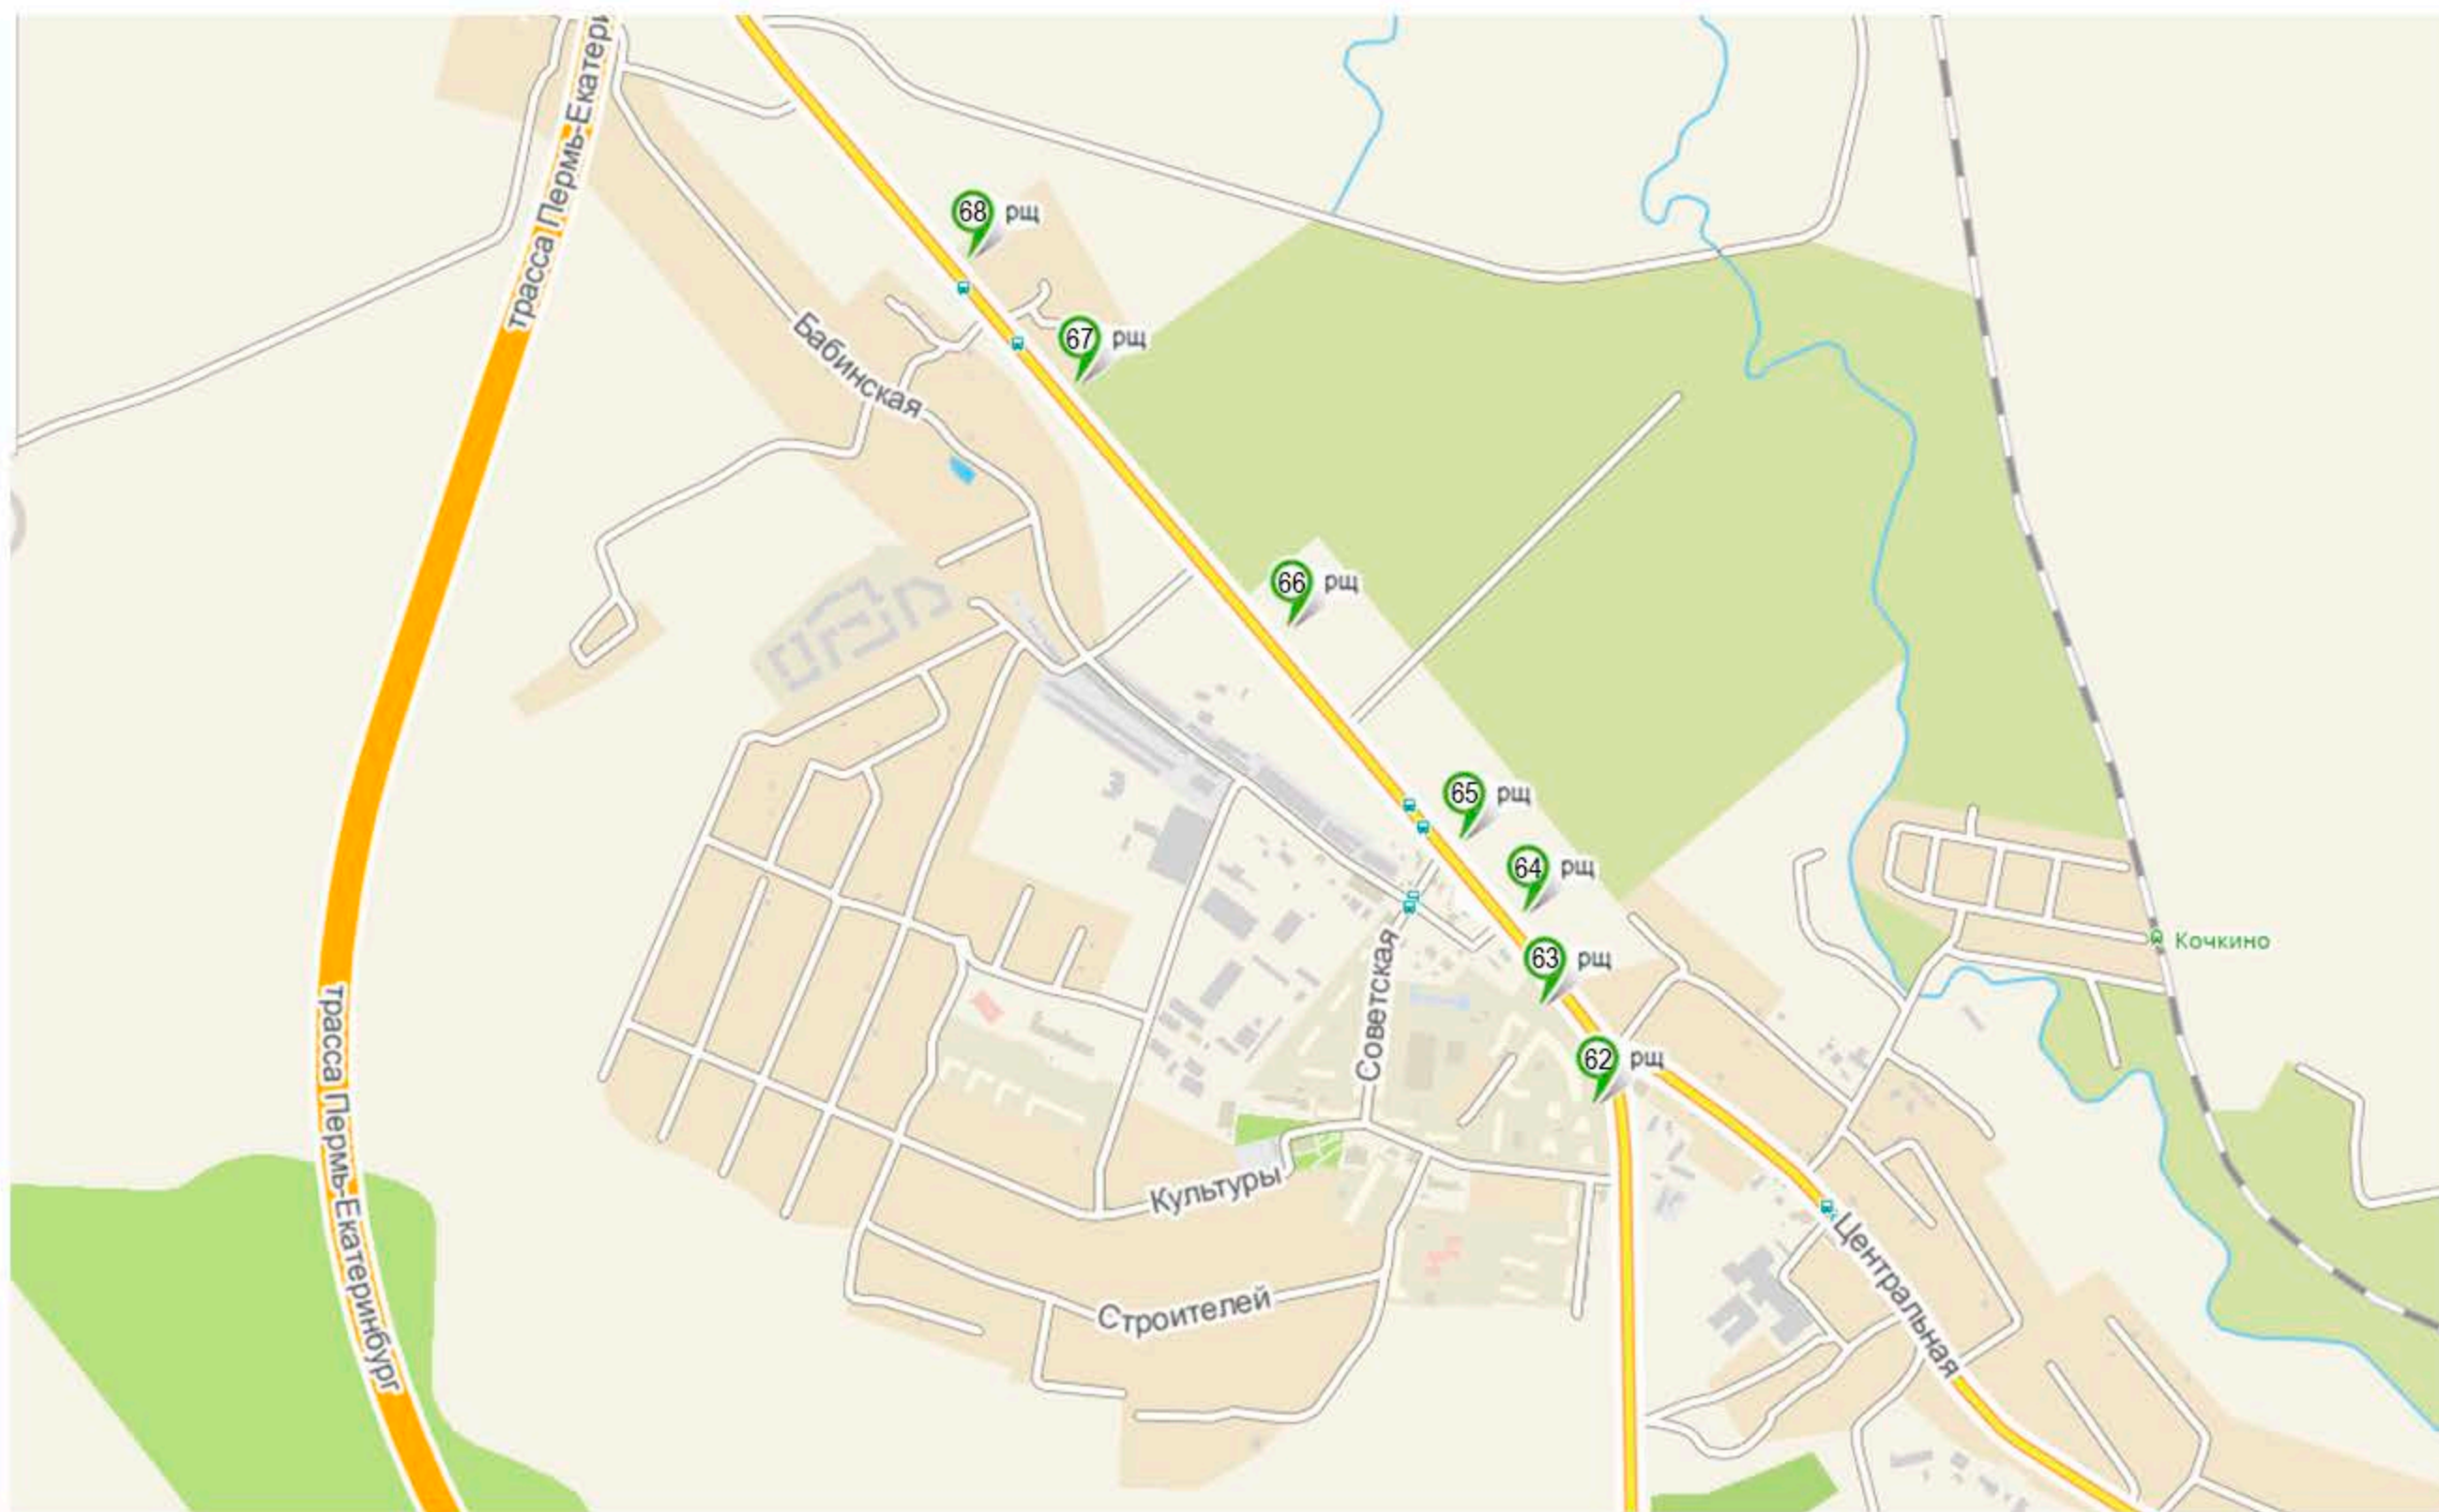 трасса Пермь-Екатери
68 рщ
67 рщ
Бабинская
66 рщ
65 рщ
64 рщ
63 рщ
Кочкино
Советская
62 рщ
трасса Пермь-Екатеринбург
Культуры
Центральная
Строителей